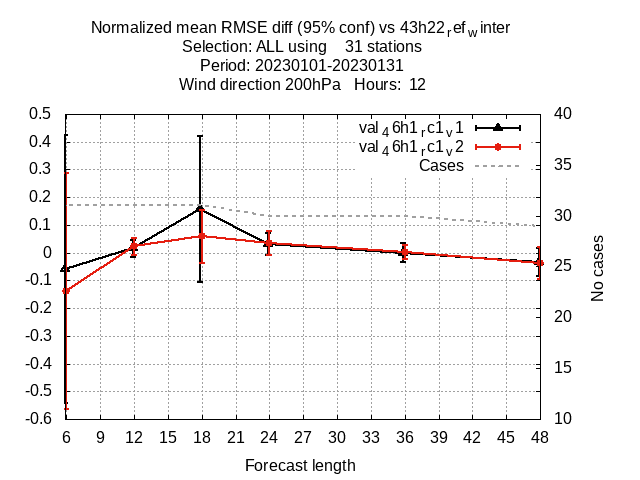 Normalized mean RMSE diff (95% conf) vs 43h22refwinter
Selection: ALL using 31 stations
Period: 20230101-20230131
Wind direction 200hPa Hours: 12
val46h1rc1v1
val46h1rc1v2
Cases
0.5
0.4
0.3
0.2
0.1
0
-0.1
-0.2
-0.3
-0.4
-0.5
-0.6
40
35
30
25
20
15
10
No cases
6 9 12 15 18 21 24 27 30 33 36 39 42 45 48
Forecast length